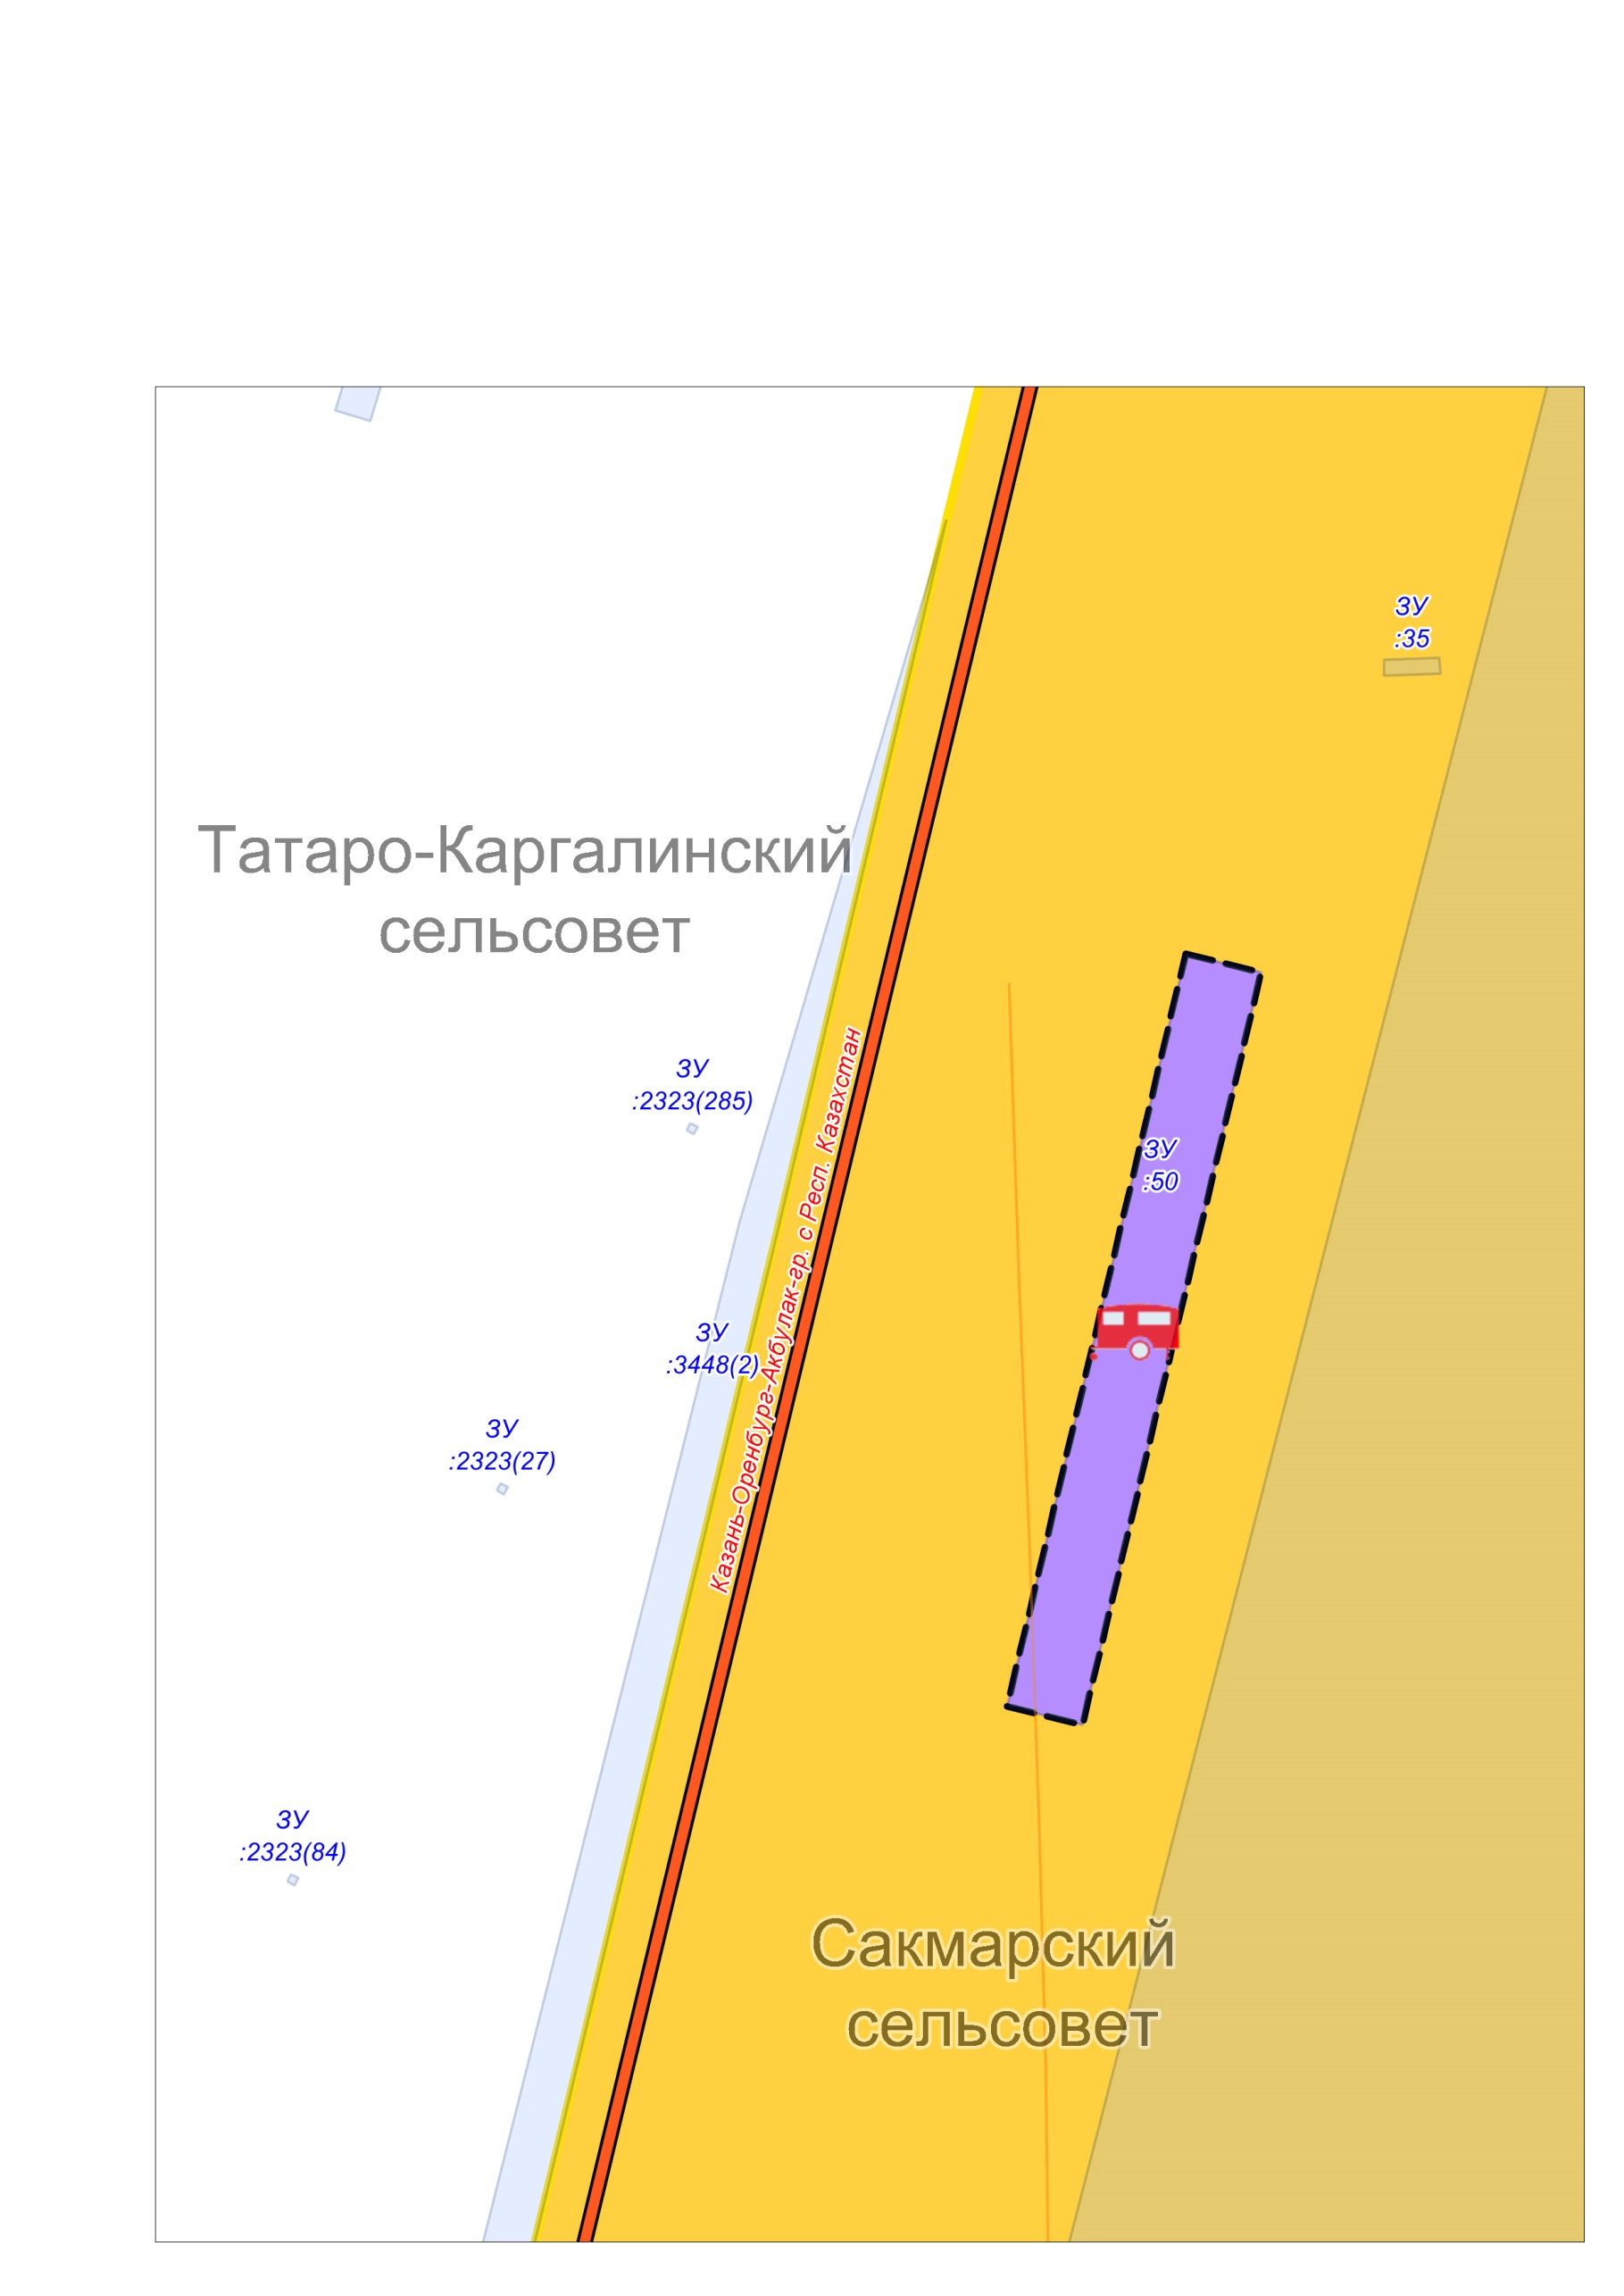 ЗУ
:35
Татаро-Каргалинский
сельсовет
ЗУ
:2323(285)
Казань-Оренбург-Акбулак-гр. с Респ. Казахстан
ЗУ
:50
ЗУ
:3448(2)
ЗУ
:2323(27)
ЗУ
:2323(84)
Сакмарский
сельсовет